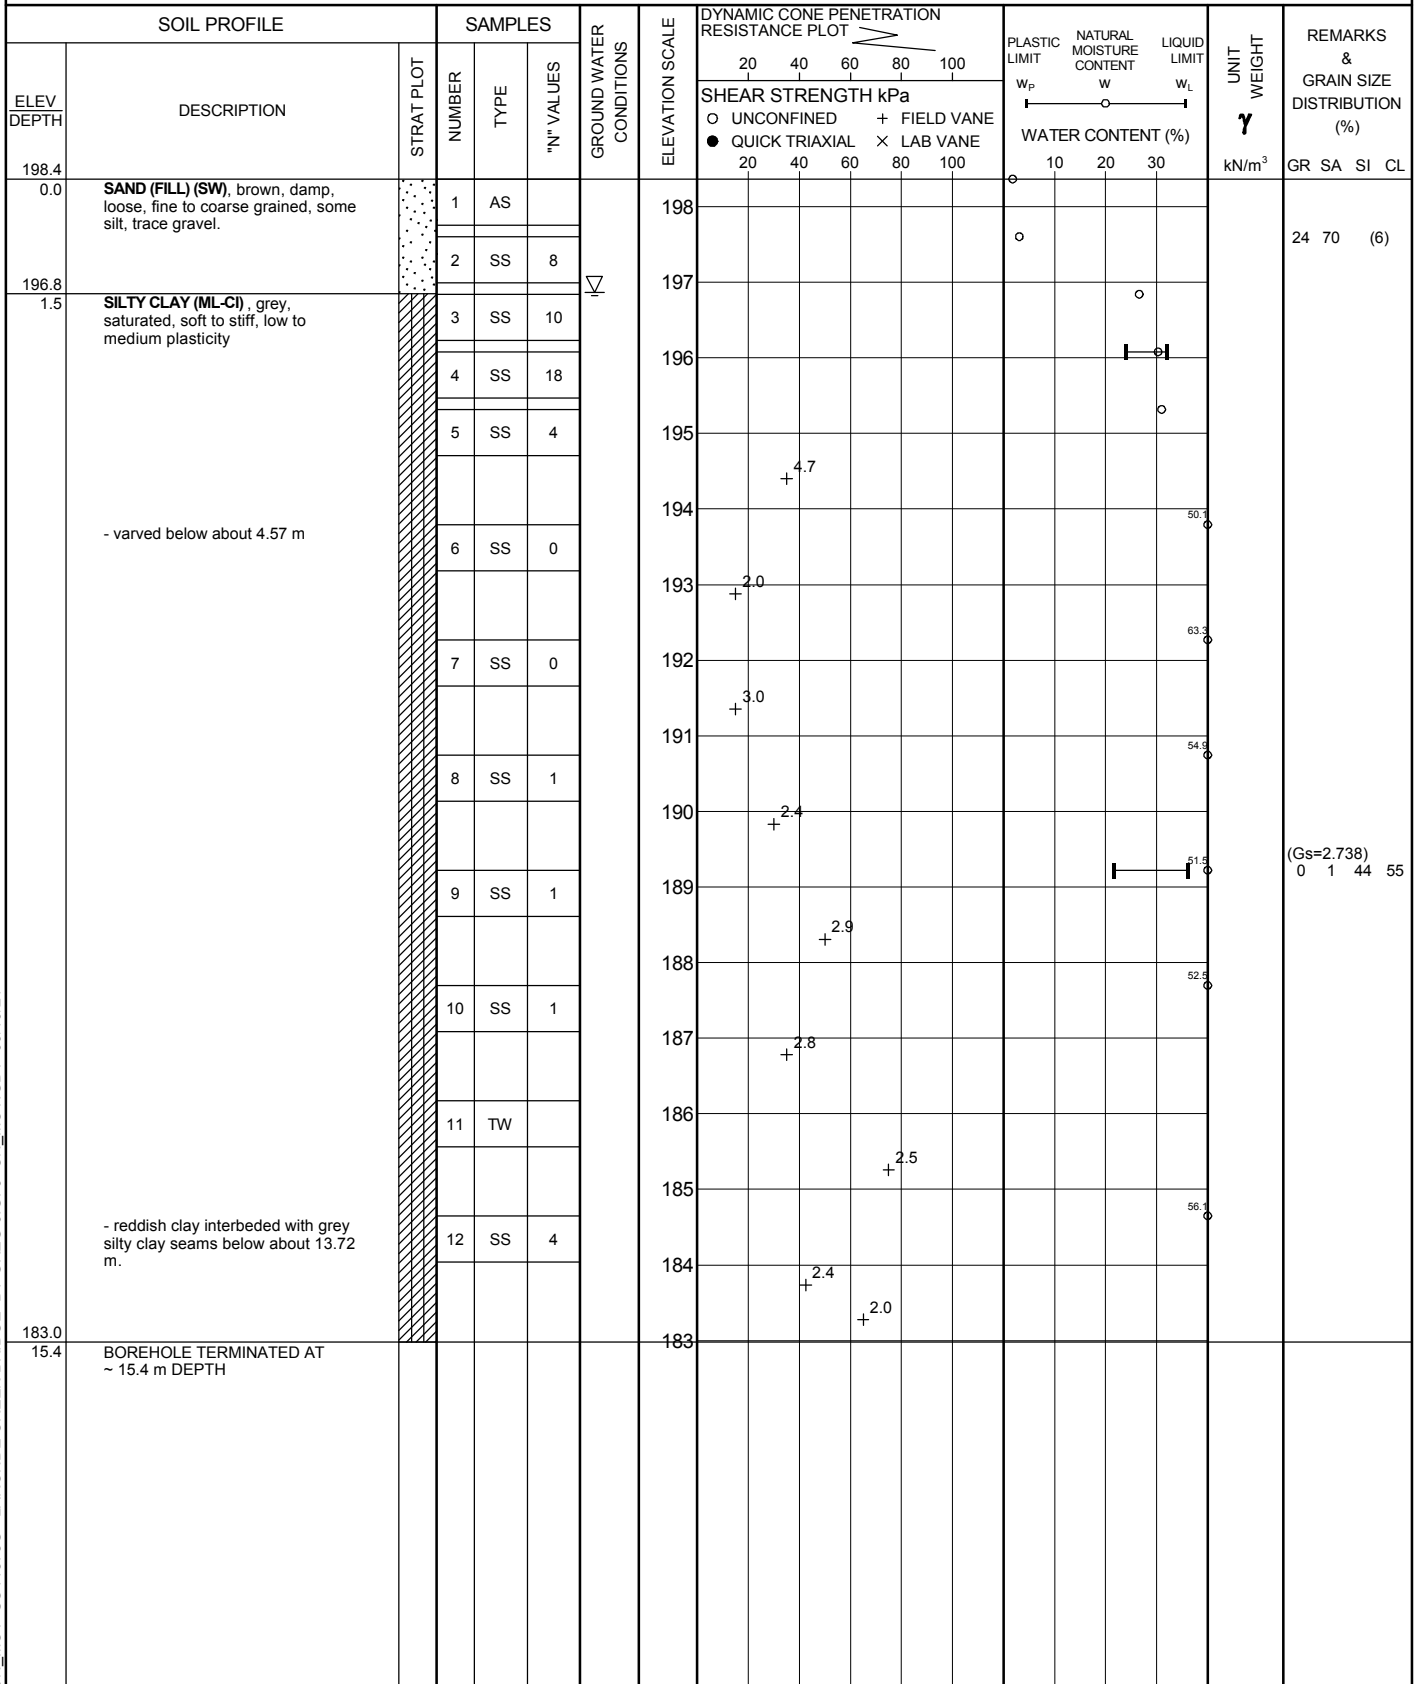 SOIL PROFILE
SAMPLES
GROUND WATER
CONDITIONS
ELEVATION SCALE
DYNAMIC CONE PENETRATION
RESISTANCE PLOT
20 40 60 80 100
SHEAR STRENGTH kPa
O UNCONFINED + FIELD VANE
● QUICK TRIAXIAL × LAB VANE
20 40 60 80 100
PLASTIC
LIMIT
NATURAL
MOISTURE
CONTENT
LIQUID
LIMIT
WP W WL
WATER CONTENT (%)
10 20 30
UNIT
WEIGHT
γ
kN/m³
REMARKS
&
GRAIN SIZE
DISTRIBUTION
(%)
GR SA SI CL
ELEV
DEPTH
DESCRIPTION
STRAT PLOT
NUMBER
TYPE
"N" VALUES
198.4
0.0
SAND (FILL) (SW), brown, damp,
loose, fine to coarse grained, some
silt, trace gravel.
1 AS
198
24 70 (6)
2 SS 8
196.8
197
1.5
SILTY CLAY (ML-CI) , grey,
saturated, soft to stiff, low to
medium plasticity
3 SS 10
196
4 SS 18
5 SS 4
195
4.7
194
50.1
- varved below about 4.57 m
6 SS 0
193
2.0
63.3
7 SS 0
192
3.0
191
54.9
8 SS 1
190
2.4
(Gs=2.738)
51.5
0 1 44 55
9 SS 1
189
2.9
188
52.5
10 SS 1
187
2.8
186
11 TW
2.5
185
56.1
- reddish clay interbeded with grey
silty clay seams below about 13.72
m.
12 SS 4
184
2.4
2.0
183.0
183
15.4
BOREHOLE TERMINATED AT
~ 15.4 m DEPTH